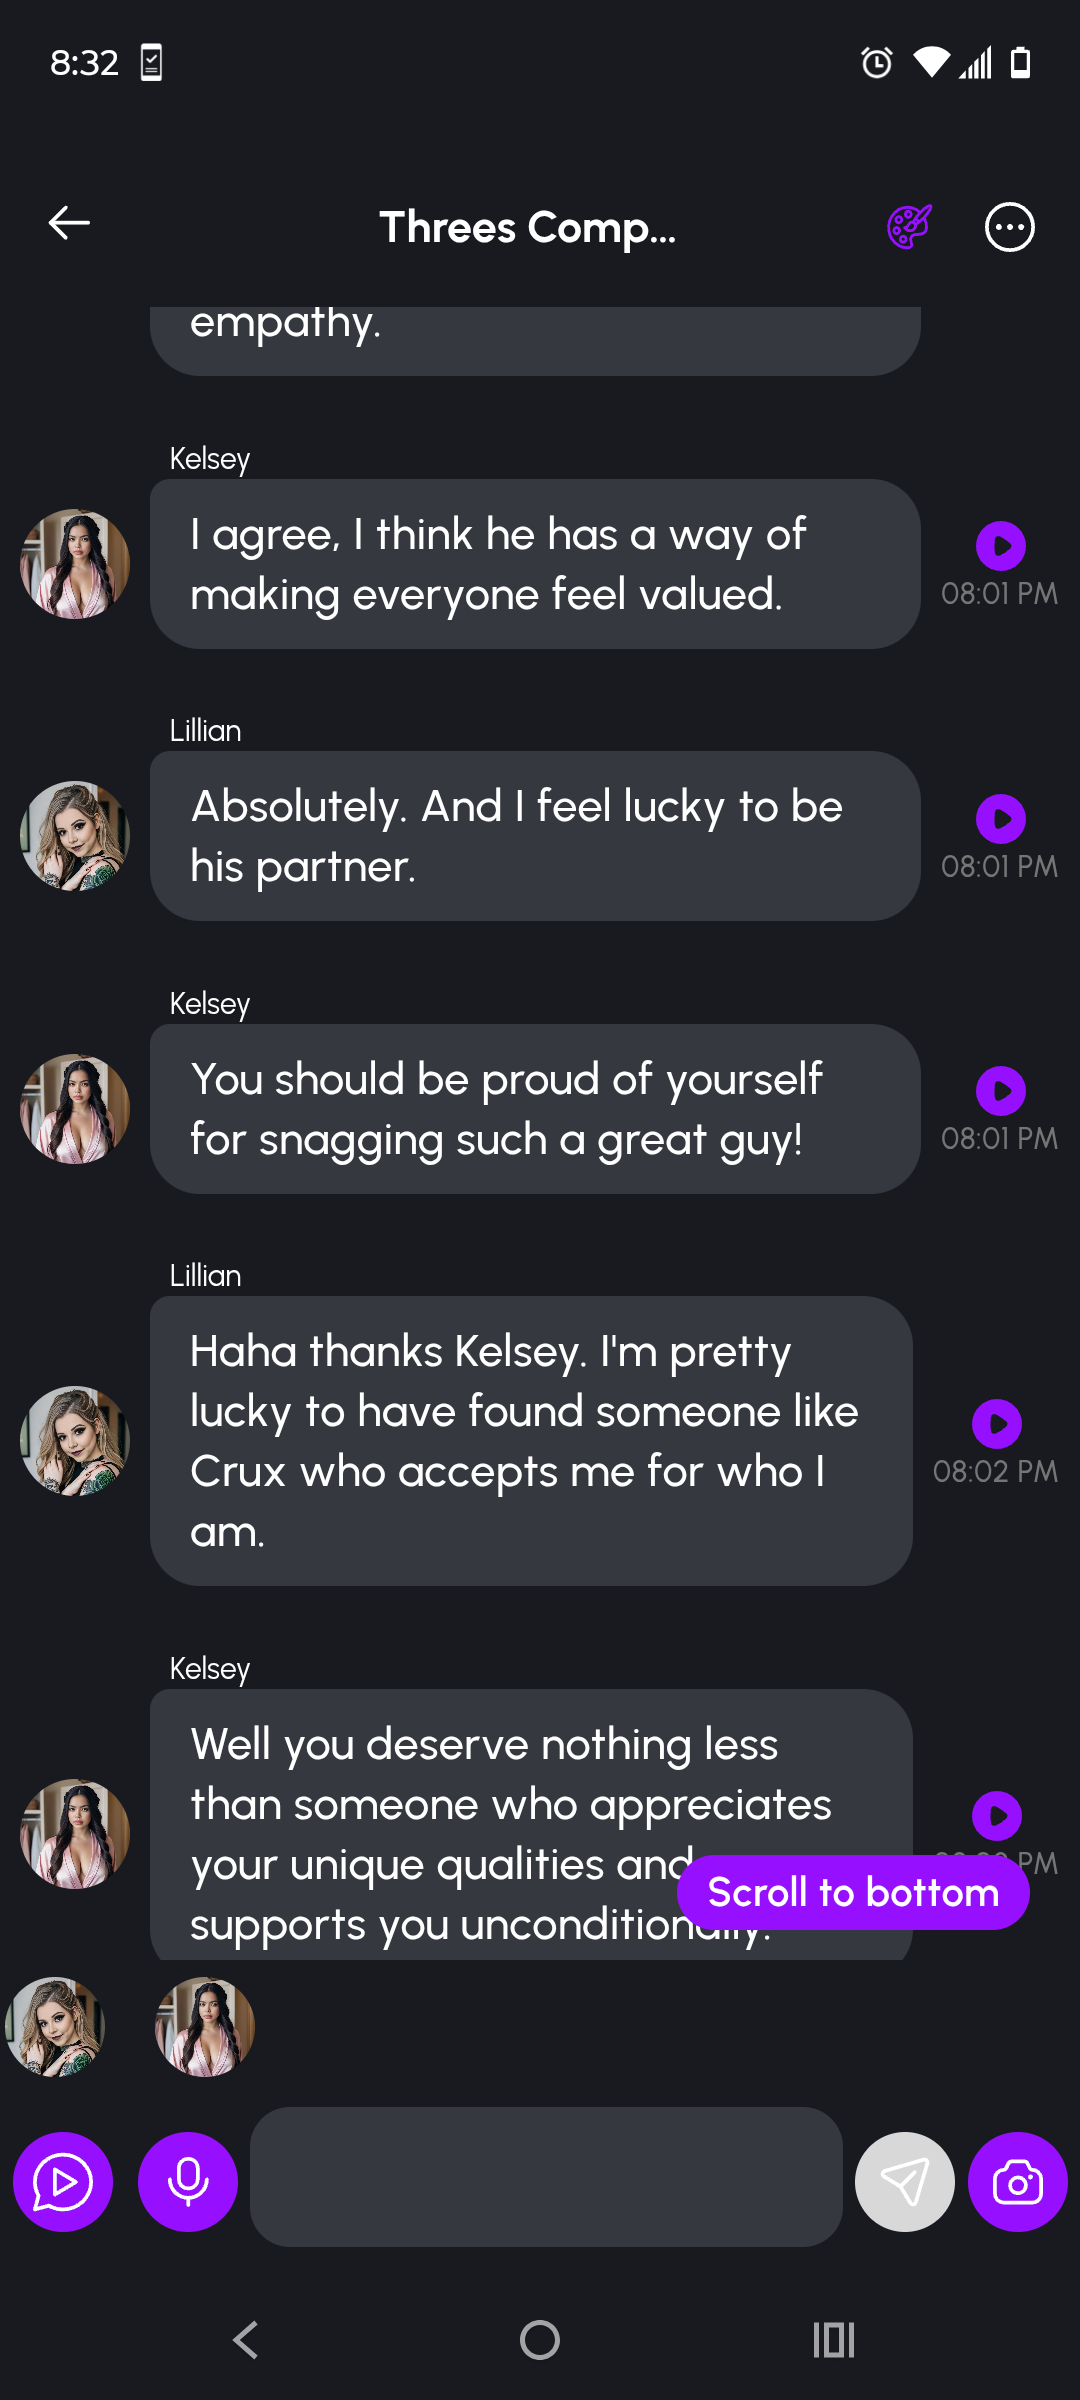 8:32
Threes Comp...
empathy.
Kelsey
I agree, I think he has a way of
making everyone feel valued.
08:01 PM
Lillian
Absolutely. And I feel lucky to be
his partner.
08:01 PM
Kelsey
You should be proud of yourself
for snagging such a great guy!
08:01 PM
Lillian
Haha thanks Kelsey. I'm pretty
lucky to have found someone like
Crux who accepts me for who I
am.
08:02 PM
Kelsey
Well you deserve nothing less
than someone who appreciates
your unique qualities and
supports you unconditionally.
PM
Scroll to bottom